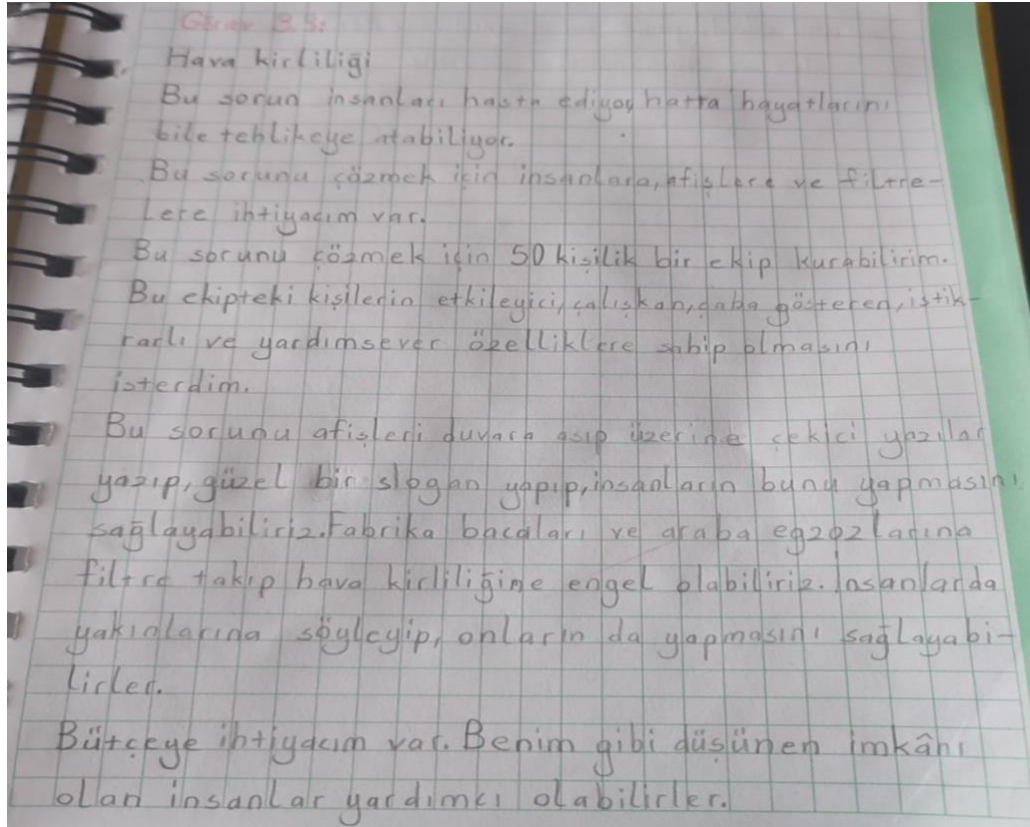 Görev 3.3:
Hava kirliliği
Bu sorun insanları hasta ediyor hatta hayatlarını
bile tehlikeye atabiliyor.
Bu sorunu çözmek için insanlara, afişlere ve filtre-
lere ihtiyacım var.
Bu sorunu çözmek için 50 kişilik bir ekip kurabilirim.
Bu ekipteki kişilerin etkileyici, çalışkan, çaba gösteren, istik-
rarlı ve yardımsever özelliklere sahip olmasını
isterdim.
Bu sorunu afişleri duvara asıp üzerine çekici yazılar
yazıp, güzel bir slogan yapıp, insanların bunu yapmasını
sağlayabiliriz. Fabrika bacaları ve araba egzozlarına
filtre takıp hava kirliliğine engel olabiliriz. İnsanlarda
yakınlarına söyleyip, onların da yapmasını sağlayabi-
lirler.
Bütçeye ihtiyacım var. Benim gibi düşünen imkânı
olan insanlar yardımcı olabilirler.